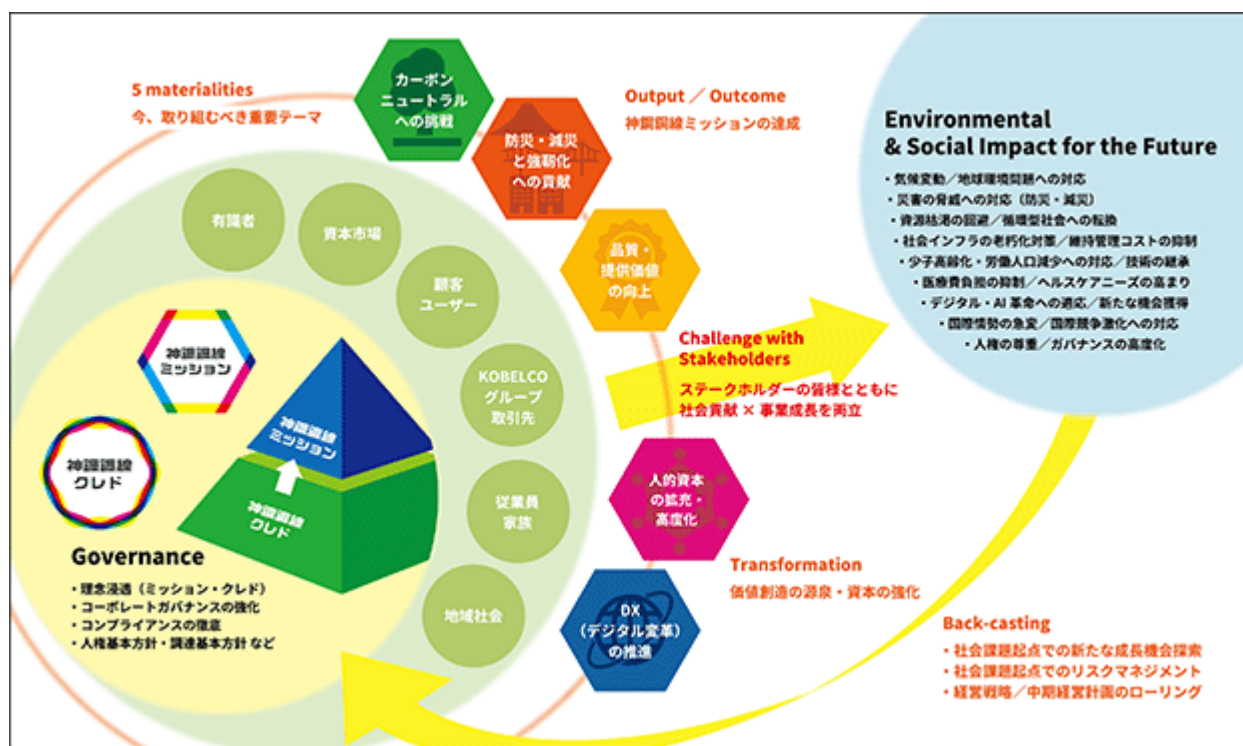 5 materialities
今、取り組むべき重要テーマ
カーボン
ニュートラル
への挑戦
防災・減災
と強靭化
への貢献
品質・
提供価値
の向上
Output ／ Outcome
神鋼鋼線ミッションの達成
Environmental
& Social Impact for the Future
・気候変動／地球環境問題への対応
・災害の脅威への対応（防災・減災）
・資源枯渇の回避／循環型社会への転換
・社会インフラの老朽化対策／維持管理コストの抑制
・少子高齢化・労働人口減少への対応／技術の継承
・医療費負担の抑制／ヘルスケアニーズの高まり
・デジタル・AI 革命への適応／新たな機会獲得
・国際情勢の急変／国際競争激化への対応
・人権の尊重／ガバナンスの高度化
有識者
資本市場
顧客
ユーザー
KOBELCO
グループ
取引先
従業員
家族
地域社会
Challenge with
Stakeholders
ステークホルダーの皆様とともに
社会貢献 × 事業成長を両立
神鋼鋼線
ミッション
神鋼鋼線
クレド
神鋼鋼線
ミッション
神鋼鋼線
クレド
Governance
・理念浸透（ミッション・クレド）
・コーポレートガバナンスの強化
・コンプライアンスの徹底
・人権基本方針・調達基本方針 など
人的資本
の拡充・
高度化
Transformation
価値創造の源泉・資本の強化
DX
（デジタル変革）
の推進
Back-casting
・社会課題起点での新たな成長機会探索
・社会課題起点でのリスクマネジメント
・経営戦略／中期経営計画のローリング